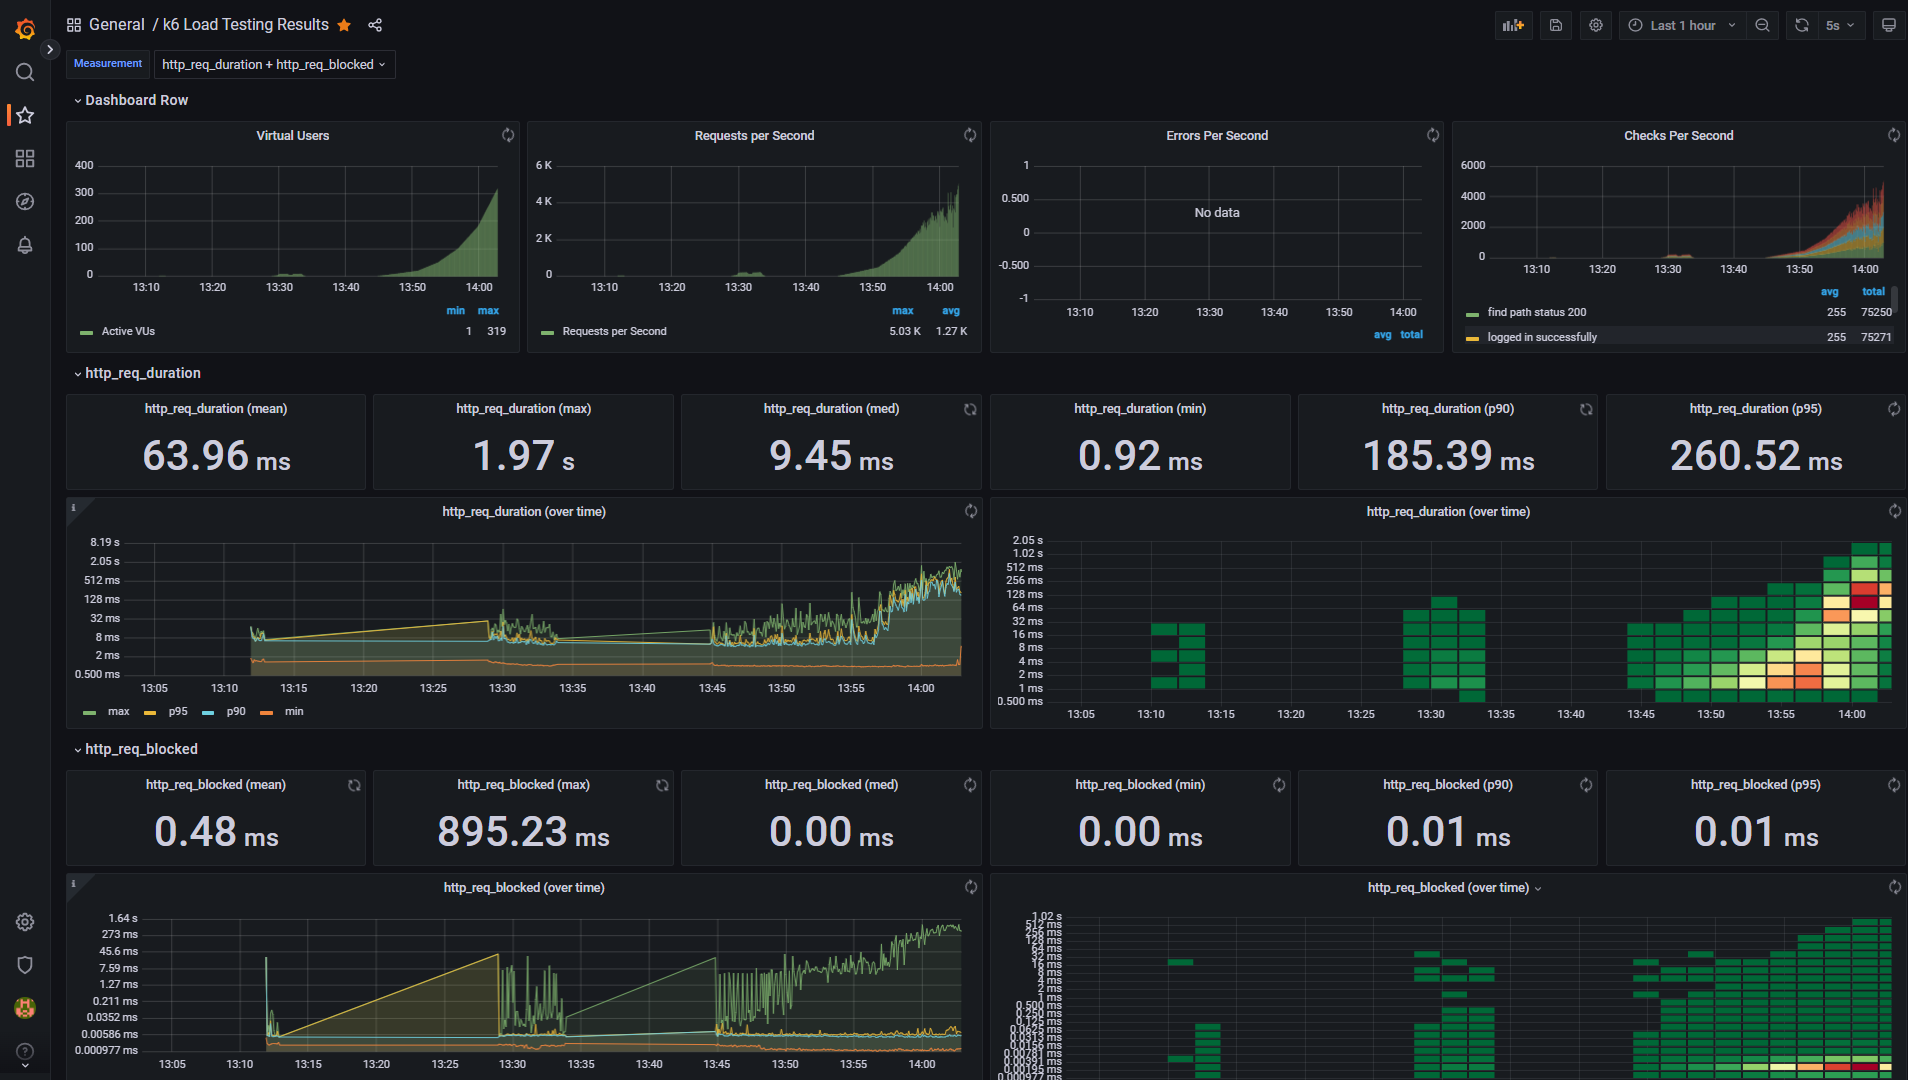 General / k6 Load Testing Results
Last 1 hour
5s
Measurement
http_req_duration + http_req_blocked
Dashboard Row
Virtual Users
400
300
200
100
0
13:10 13:20 13:30 13:40 13:50 14:00
min max
Active VUs 1 319
Requests per Second
6 K
4 K
2 K
0
13:10 13:20 13:30 13:40 13:50 14:00
max avg
Requests per Second 5.03 K 1.27 K
Errors Per Second
1
0.500
0
-0.500
-1
No data
13:10 13:20 13:30 13:40 13:50 14:00
avg total
Checks Per Second
6000
4000
2000
0
13:10 13:20 13:30 13:40 13:50 14:00
avg total
find path status 200 255 75250
logged in successfully 255 75271
http_req_duration
http_req_duration (mean)
63.96 ms
http_req_duration (max)
1.97 s
http_req_duration (med)
9.45 ms
http_req_duration (min)
0.92 ms
http_req_duration (p90)
185.39 ms
http_req_duration (p95)
260.52 ms
http_req_duration (over time)
8.19 s
2.05 s
512 ms
128 ms
32 ms
8 ms
2 ms
0.500 ms
13:05 13:10 13:15 13:20 13:25 13:30 13:35 13:40 13:45 13:50 13:55 14:00
max p95 p90 min
http_req_duration (over time)
2.05 s
1.02 s
512 ms
256 ms
128 ms
64 ms
32 ms
16 ms
8 ms
4 ms
2 ms
1 ms
0.500 ms
13:05 13:10 13:15 13:20 13:25 13:30 13:35 13:40 13:45 13:50 13:55 14:00
http_req_blocked
http_req_blocked (mean)
0.48 ms
http_req_blocked (max)
895.23 ms
http_req_blocked (med)
0.00 ms
http_req_blocked (min)
0.00 ms
http_req_blocked (p90)
0.01 ms
http_req_blocked (p95)
0.01 ms
http_req_blocked (over time)
1.64 s
273 ms
45.6 ms
7.59 ms
1.27 ms
0.211 ms
0.0352 ms
0.00586 ms
0.000977 ms
13:05 13:10 13:15 13:20 13:25 13:30 13:35 13:40 13:45 13:50 13:55 14:00
http_req_blocked (over time)
1.02 s
512 ms
256 ms
128 ms
64 ms
32 ms
16 ms
8 ms
4 ms
2 ms
1 ms
0.500 ms
0.250 ms
0.125 ms
0.0625 ms
0.0313 ms
0.0156 ms
0.00781 ms
0.00391 ms
0.00195 ms
0.000977 ms